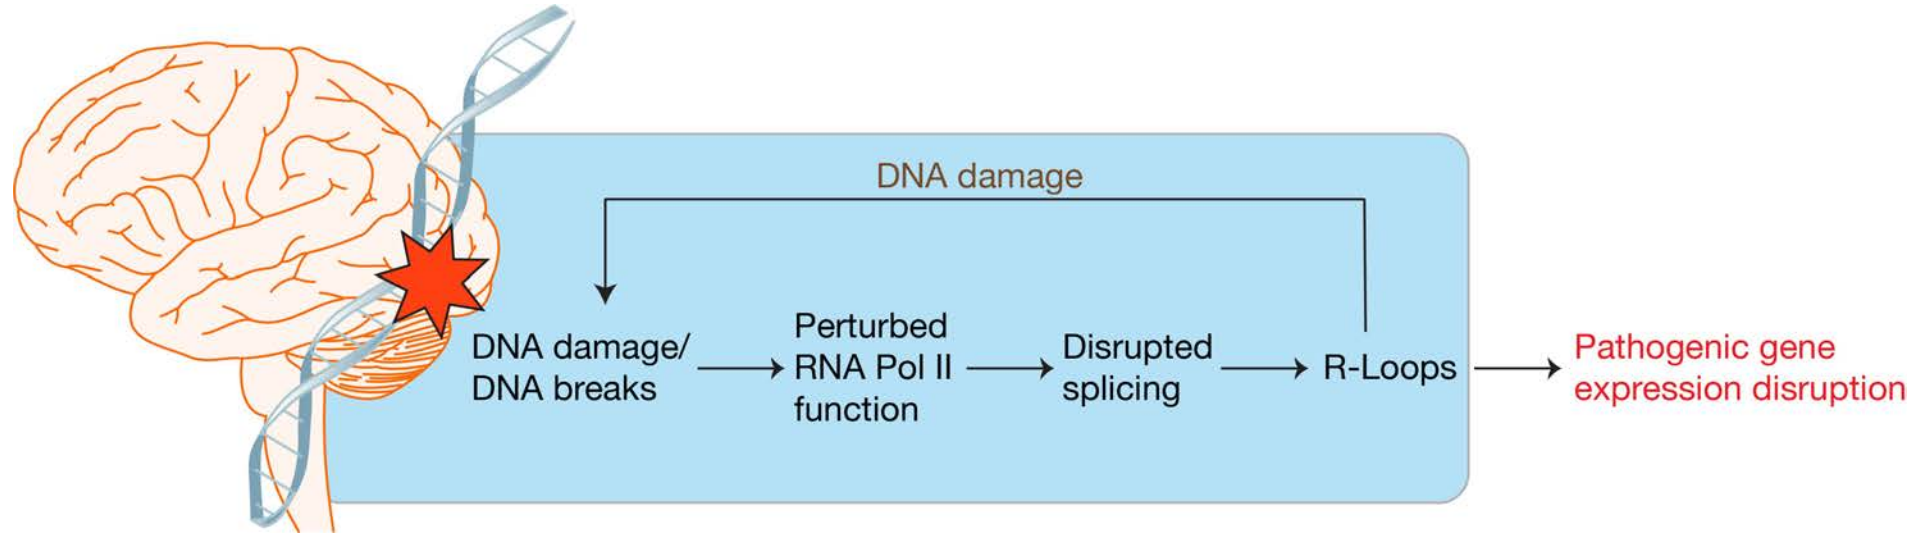 DNA damage
DNA damage/
DNA breaks
Perturbed
RNA Pol II
function
Disrupted
splicing
R-Loops
Pathogenic gene
expression disruption